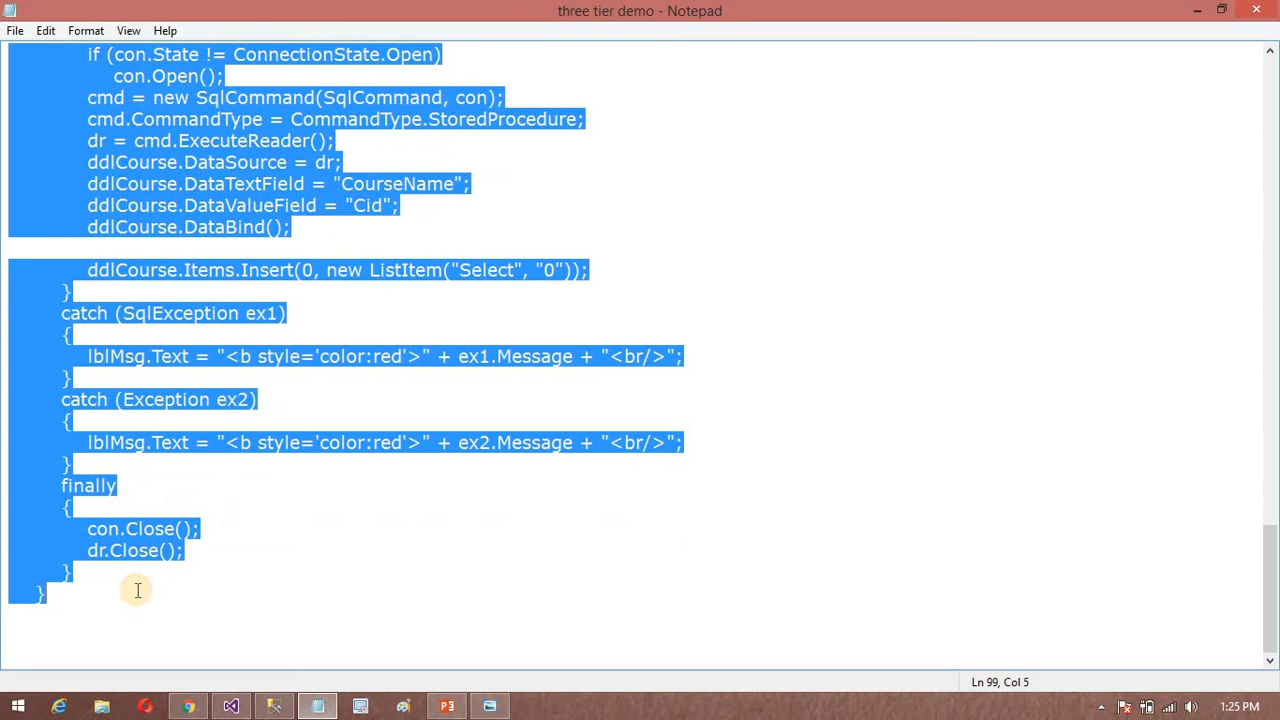 three tier demo - Notepad
File Edit Format View Help
if (con.State != ConnectionState.Open)
con.Open();
cmd = new SqlCommand(SqlCommand, con);
cmd.CommandType = CommandType.StoredProcedure;
dr = cmd.ExecuteReader();
ddlCourse.DataSource = dr;
ddlCourse.DataTextField = "CourseName";
ddlCourse.DataValueField = "Cid";
ddlCourse.DataBind();
ddlCourse.Items.Insert(0, new ListItem("Select", "0"));
}
catch (SqlException ex1)
{
lblMsg.Text = "<b style='color:red'>" + ex1.Message + "<br/>";
}
catch (Exception ex2)
{
lblMsg.Text = "<b style='color:red'>" + ex2.Message + "<br/>";
}
finally
{
con.Close();
dr.Close();
}
}
Ln 99, Col 5
1:25 PM